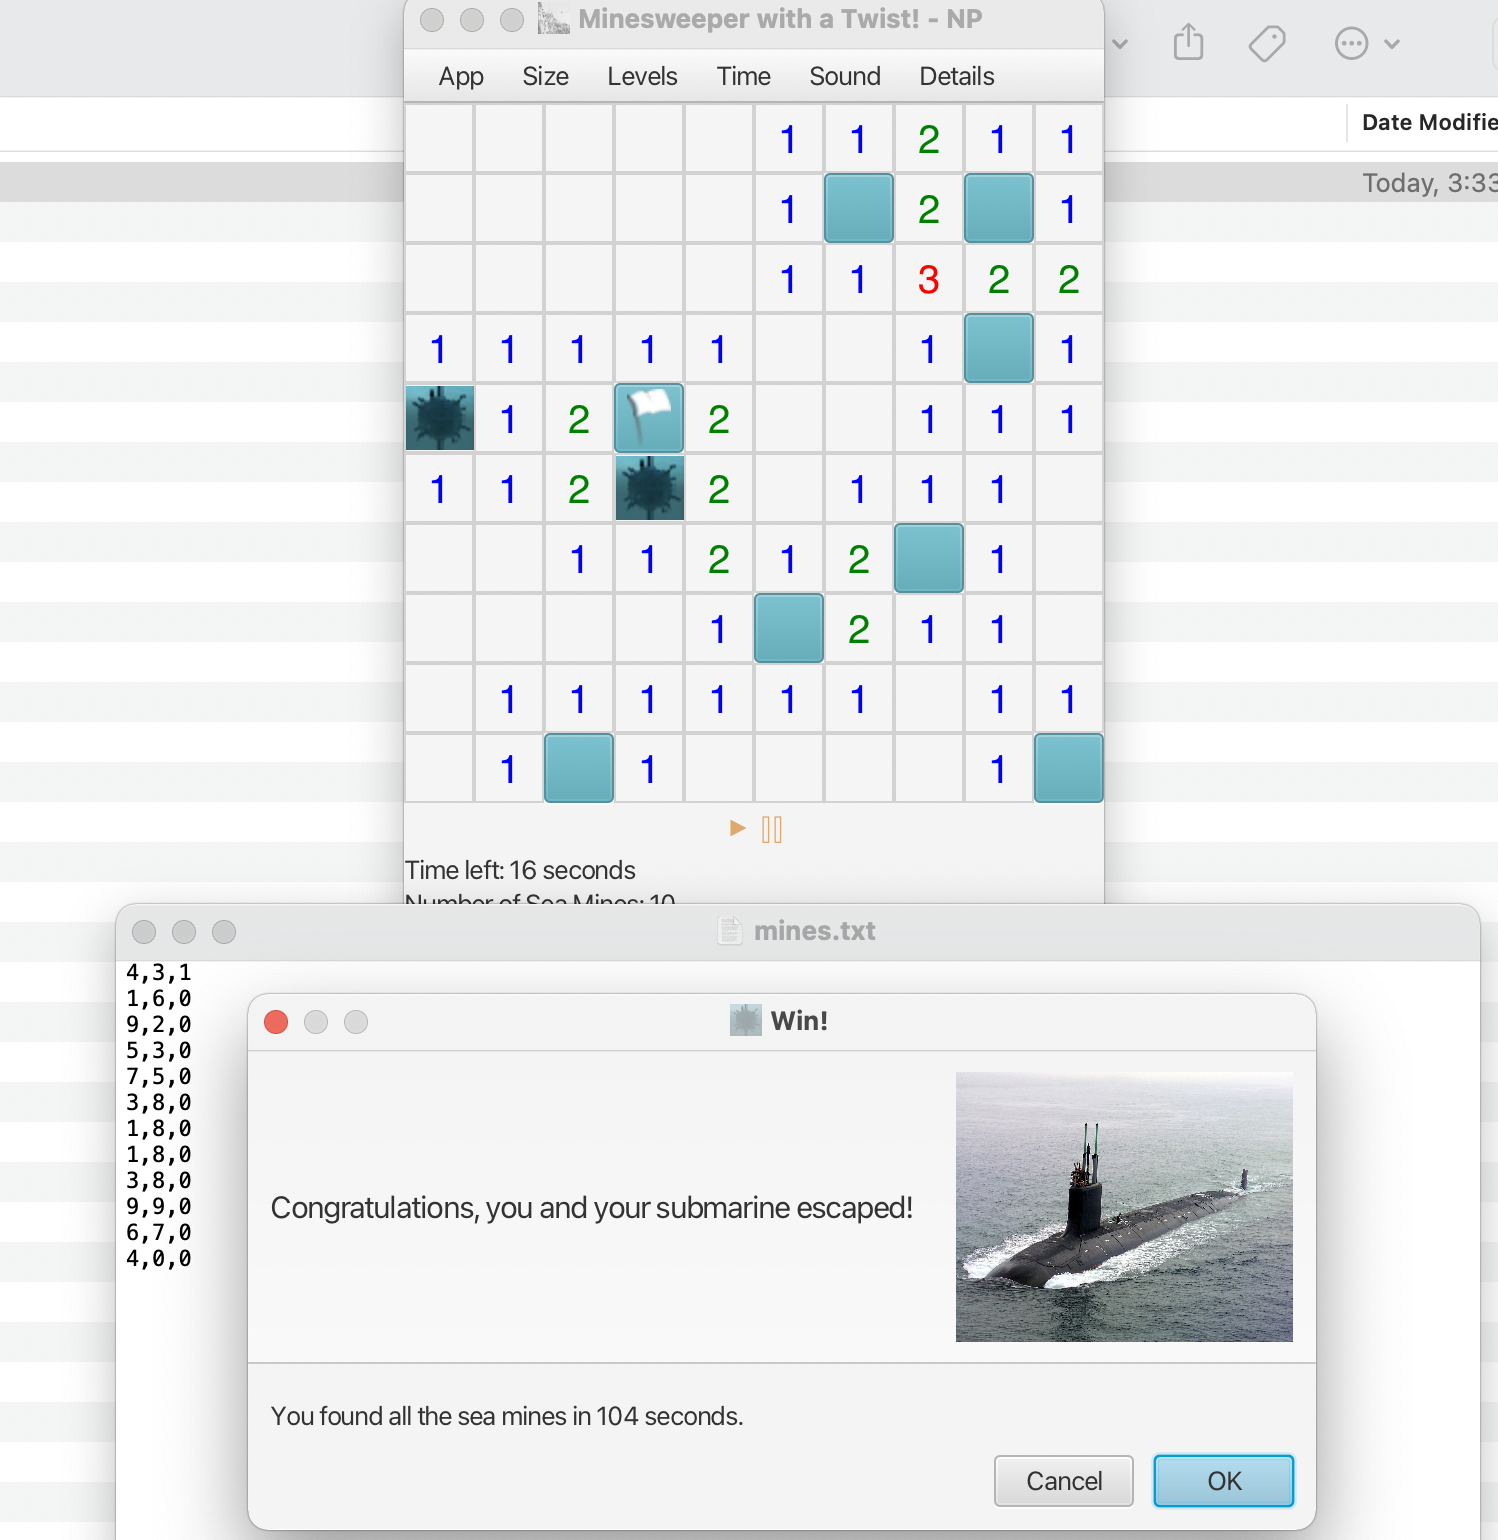 Minesweeper with a Twist! - NP
App Size Levels Time Sound Details
Date Modifie
Today, 3:33
1 1 2 1 1
1 2 1
1 1 3 2 2
1 1 1 1 1 1 1
1 2 2 1 1 1
1 1 2 2 1 1 1
1 1 2 1 2 1
1 2 1 1
1 1 1 1 1 1 1 1
1 1 1
Time left: 16 seconds
Number of Sea Mines: 10
mines.txt
4,3,1
1,6,0
9,2,0
5,3,0
7,5,0
3,8,0
1,8,0
1,8,0
3,8,0
9,9,0
6,7,0
4,0,0
Win!
Congratulations, you and your submarine escaped!
You found all the sea mines in 104 seconds.
Cancel OK